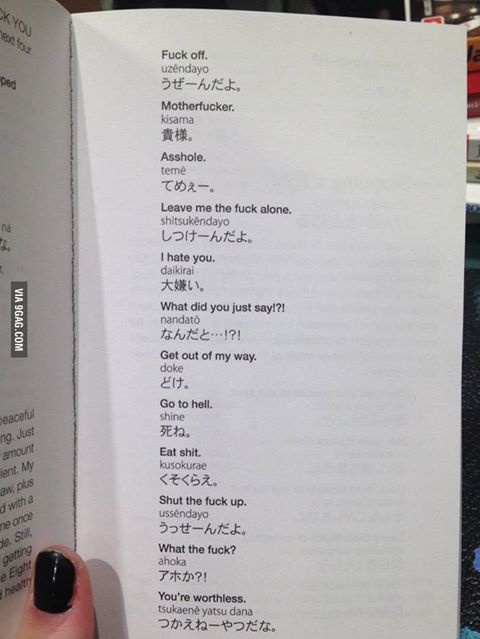 CK YOU
next four
ped
na
な。
r.
peaceful
ng. Just
amount
lent. My
aw, plus
d with a
me once
de. Still,
getting
e Eight
d health
Fuck off.
uzēndayo
うぜーんだよ。
Motherfucker.
kisama
貴様。
Asshole.
temē
てめぇー。
Leave me the fuck alone.
shitsukēndayo
しつけーんだよ。
I hate you.
daikirai
大嫌い。
What did you just say!?!
nandatō
なんだと…!?!
Get out of my way.
doke
どけ。
Go to hell.
shine
死ね。
Eat shit.
kusokurae
くそくらえ。
Shut the fuck up.
ussēndayo
うっせーんだよ。
What the fuck?
ahoka
アホか?!
You're worthless.
tsukaenē yatsu dana
つかえねーやつだな。
VIA 9GAG.COM